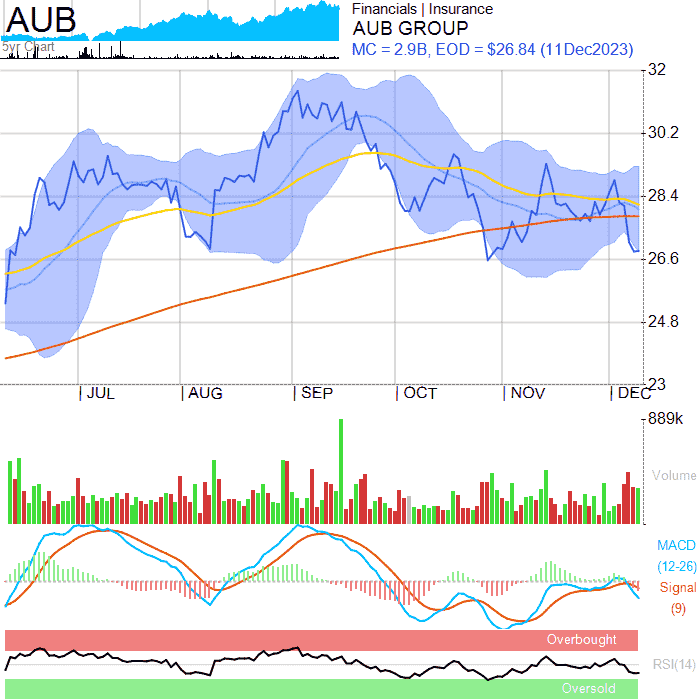 AUB
5yr Chart
Financials | Insurance
AUB GROUP
MC = 2.9B, EOD = $26.84 (11Dec2023)
32
30.2
28.4
26.6
24.8
23
| JUL | AUG | SEP | OCT | NOV | DEC
889k
Volume
MACD
(12-26)
Signal
(9)
Overbought
RSI(14)
Oversold